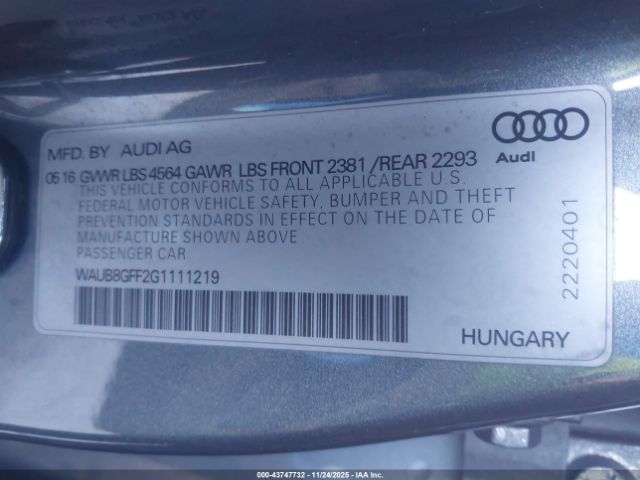 MFD. BY AUDI AG
05 16 GVWR LBS 4564 GAWR LBS FRONT 2381 / REAR 2293
THIS VEHICLE CONFORMS TO ALL APPLICABLE U.S.
FEDERAL MOTOR VEHICLE SAFETY, BUMPER AND THEFT
PREVENTION STANDARDS IN EFFECT ON THE DATE OF
MANUFACTURE SHOWN ABOVE
PASSENGER CAR
WAUB8GFF2G1111219
Audi
2220401
HUNGARY
000-43747732 - 11/24/2025 - IAAI.CA